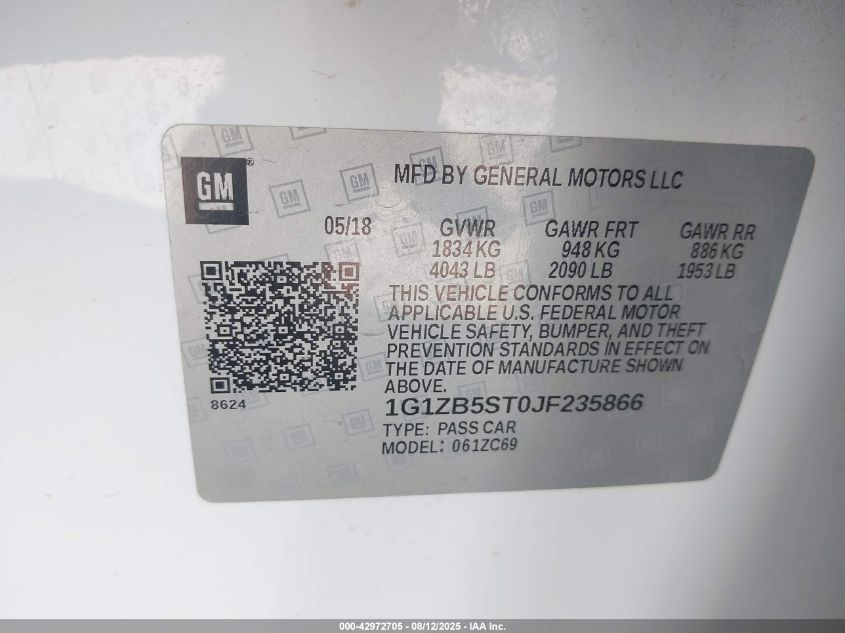 GM®
MFD BY GENERAL MOTORS LLC
05/18 GVWR GAWR FRT GAWR RR
1834 KG 948 KG 886 KG
4043 LB 2090 LB 1953 LB
THIS VEHICLE CONFORMS TO ALL
APPLICABLE U.S. FEDERAL MOTOR
VEHICLE SAFETY, BUMPER, AND THEFT
PREVENTION STANDARDS IN EFFECT ON
THE DATE OF MANUFACTURE SHOWN
ABOVE.
8624
1G1ZB5ST0JF235866
TYPE: PASS CAR
MODEL: 061ZC69
000-42972705 - 08/12/2025 - IAA Inc.